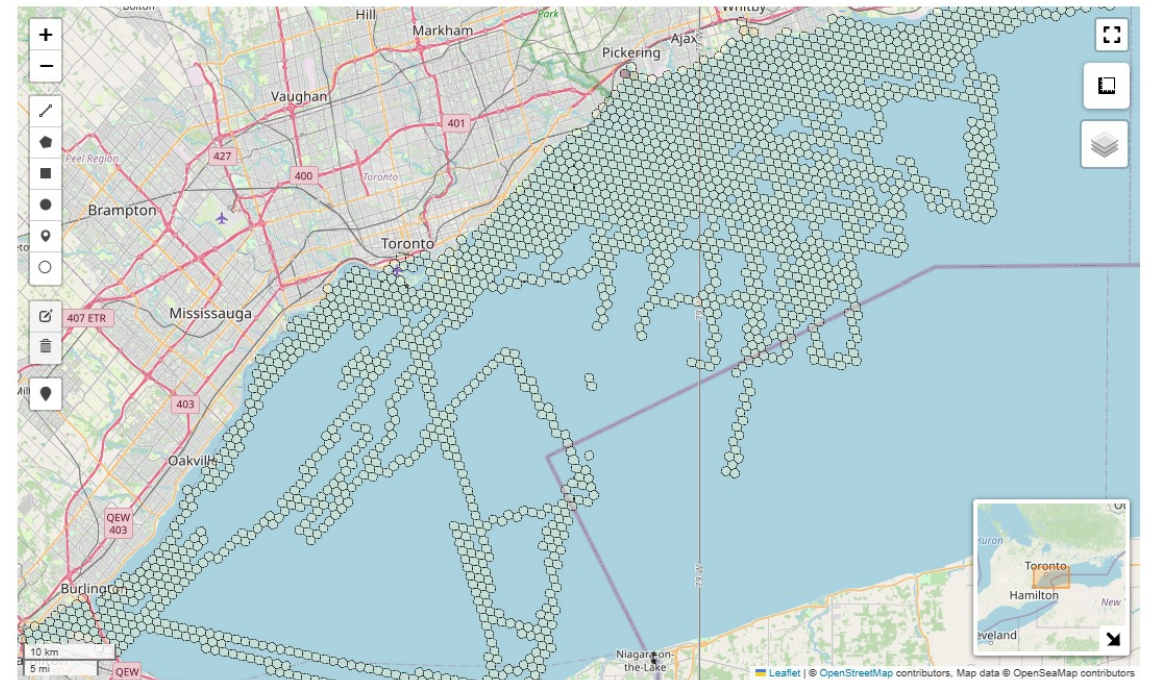 Hill
Park
Whitby
Markham
Ajax
Pickering
+
−
Vaughan
401
427
Peel Region
400
Toronto
Brampton
Toronto
407 ETR
Mississauga
403
Oakville
QEW
403
Burlington
10 km
5 mi
QEW
79°W
Niagara-on-
the-Lake
Huron
Toronto
Hamilton
New
eveland
Leaflet | © OpenStreetMap contributors, Map data © OpenSeaMap contributors